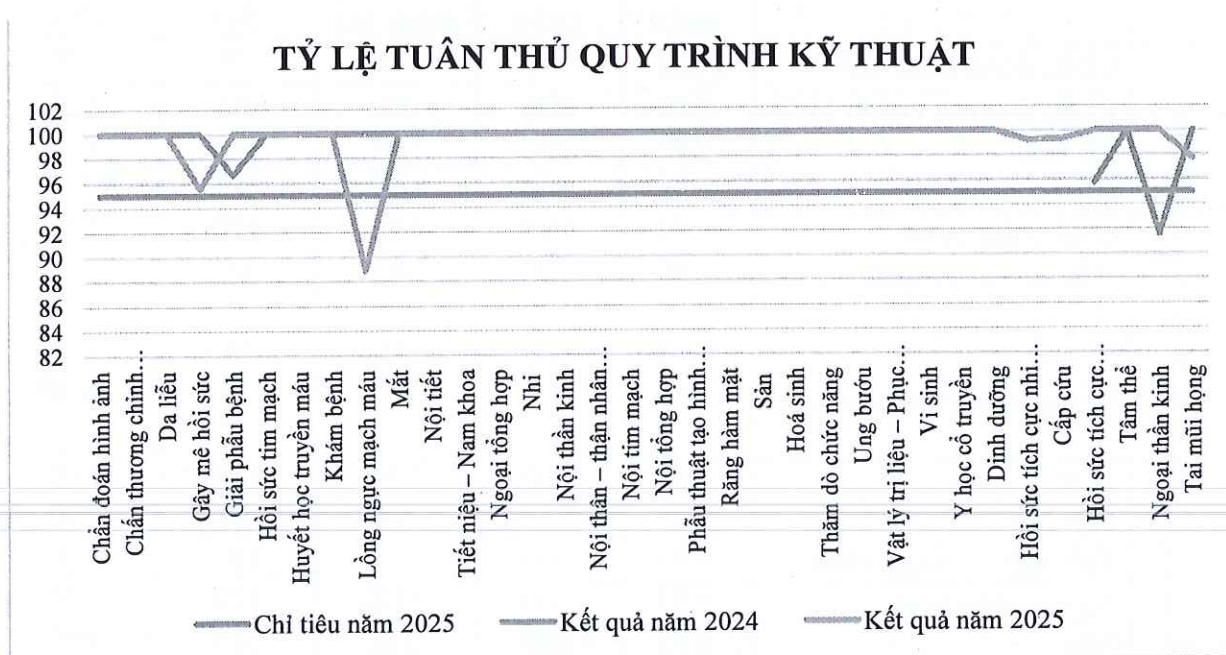 TỶ LỆ TUÂN THỦ QUY TRÌNH KỸ THUẬT
102
100
98
96
94
92
90
88
86
84
82
Chẩn đoán hình ảnh
Chấn thương chỉnh…
Da liễu
Gây mê hồi sức
Giải phẫu bệnh
Hồi sức tim mạch
Huyết học truyền máu
Khám bệnh
Lồng ngực mạch máu
Mắt
Nội tiết
Tiết niệu – Nam khoa
Ngoại tổng hợp
Nhi
Nội thần kinh
Nội thận – thận nhân…
Nội tim mạch
Nội tổng hợp
Phẫu thuật tạo hình…
Răng hàm mặt
Sản
Hoá sinh
Thăm dò chức năng
Ung bướu
Vật lý trị liệu – Phục…
Vi sinh
Y học cổ truyền
Dinh dưỡng
Hồi sức tích cực nhi…
Cấp cứu
Hồi sức tích cực…
Tâm thể
Ngoại thần kinh
Tai mũi họng
Chỉ tiêu năm 2025 Kết quả năm 2024 Kết quả năm 2025